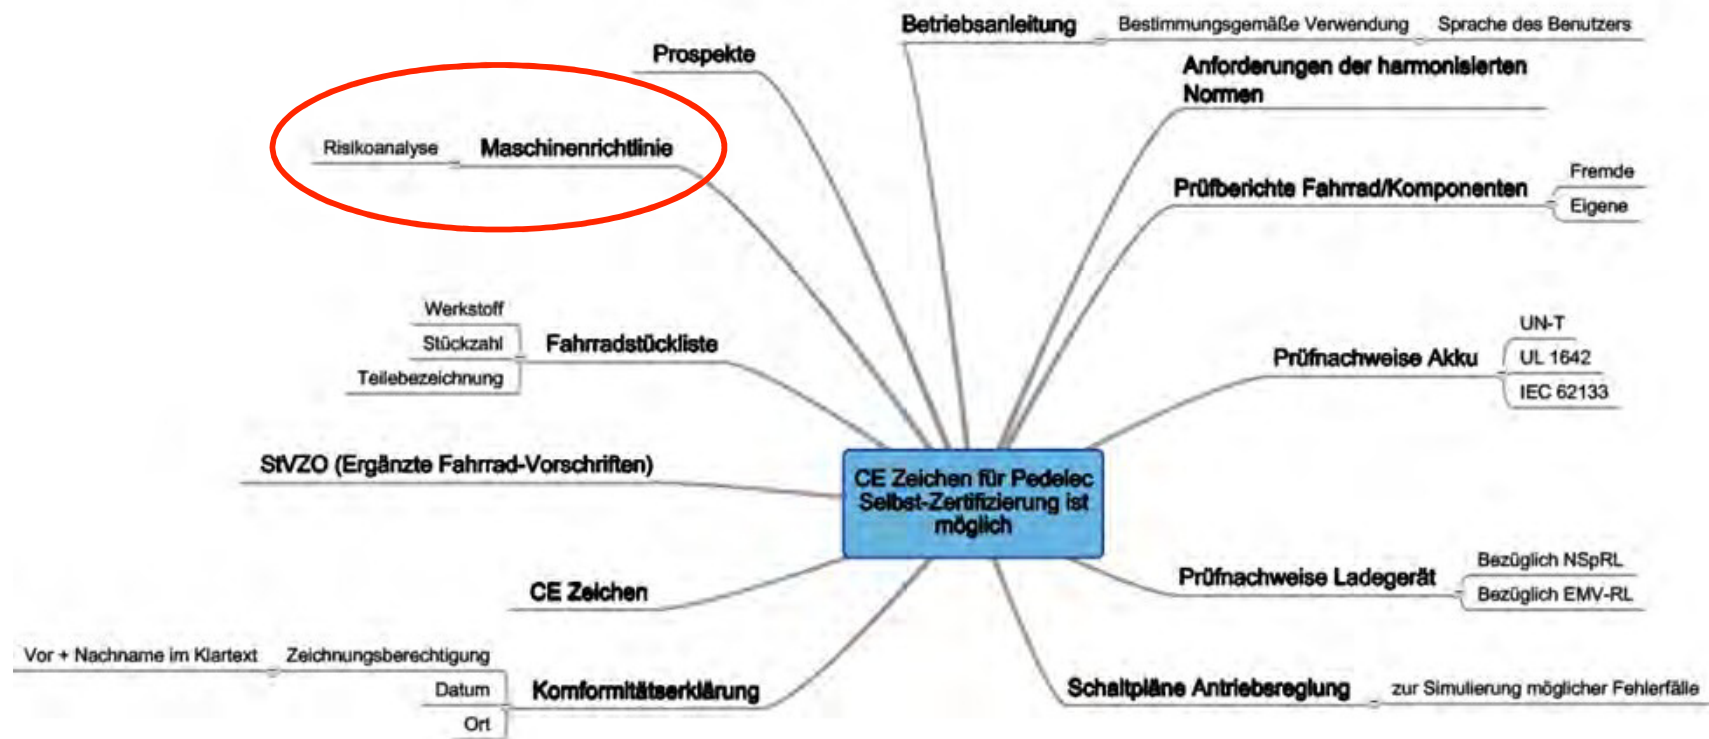 Betriebsanleitung
Bestimmungsgemäße Verwendung
Sprache des Benutzers
Prospekte
Anforderungen der harmonisierten
Normen
Risikoanalyse
Maschinenrichtlinie
Prüfberichte Fahrrad/Komponenten
Fremde
Eigene
Werkstoff
Stückzahl
Teilebezeichnung
Fahrradstückliste
Prüfnachweise Akku
UN-T
UL 1642
IEC 62133
StVZO (Ergänzte Fahrrad-Vorschriften)
CE Zeichen für Pedelec
Selbst-Zertifizierung ist
möglich
CE Zeichen
Prüfnachweise Ladegerät
Bezüglich NSpRL
Bezüglich EMV-RL
Vor + Nachname im Klartext
Zeichnungsberechtigung
Datum
Ort
Komformitätserklärung
Schaltpläne Antriebsreglung
zur Simulierung möglicher Fehlerfälle